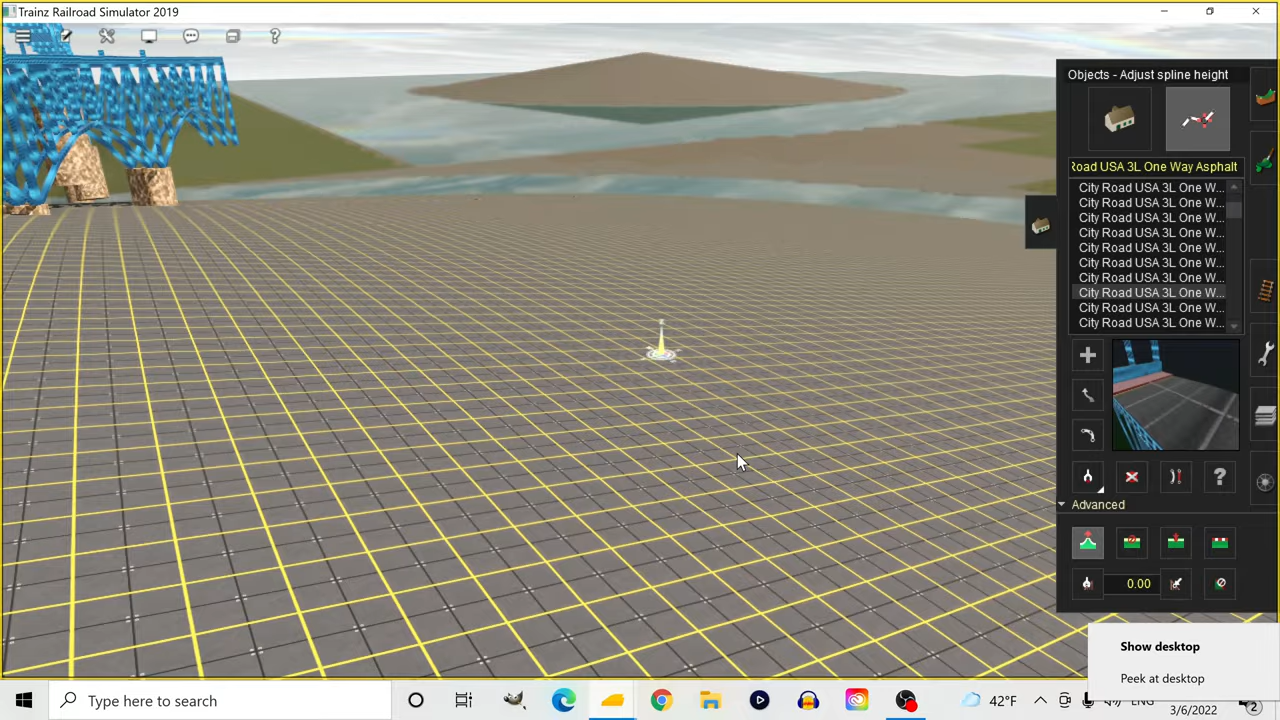 Trainz Railroad Simulator 2019
Objects - Adjust spline height
Road USA 3L One Way Asphalt
City Road USA 3L One W...
City Road USA 3L One W...
City Road USA 3L One W...
City Road USA 3L One W...
City Road USA 3L One W...
City Road USA 3L One W...
City Road USA 3L One W...
City Road USA 3L One W...
City Road USA 3L One W...
City Road USA 3L One W...
Advanced
0.00
Show desktop
Peek at desktop
Type here to search
42°F
ENG
3/6/2022
2